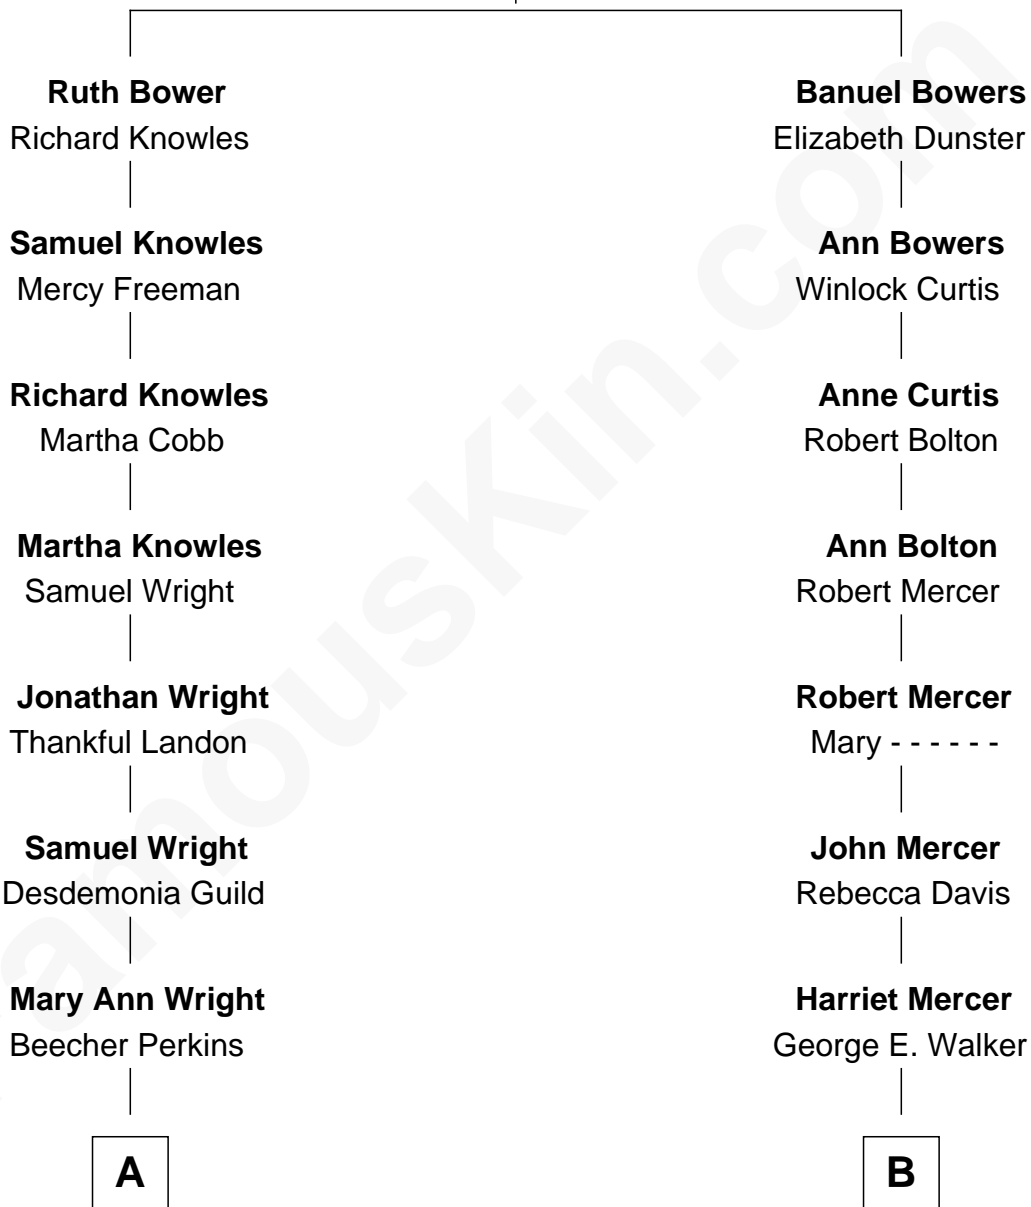 Ruth Bower
Richard Knowles
Samuel Knowles
Mercy Freeman
Richard Knowles
Martha Cobb
Martha Knowles
Samuel Wright
Jonathan Wright
Thankful Landon
Samuel Wright
Desdemonia Guild
Mary Ann Wright
Beecher Perkins
A
Banuel Bowers
Elizabeth Dunster
Ann Bowers
Winlock Curtis
Anne Curtis
Robert Bolton
Ann Bolton
Robert Mercer
Robert Mercer
Mary - - - - - -
John Mercer
Rebecca Davis
Harriet Mercer
George E. Walker
B
amouskin.com